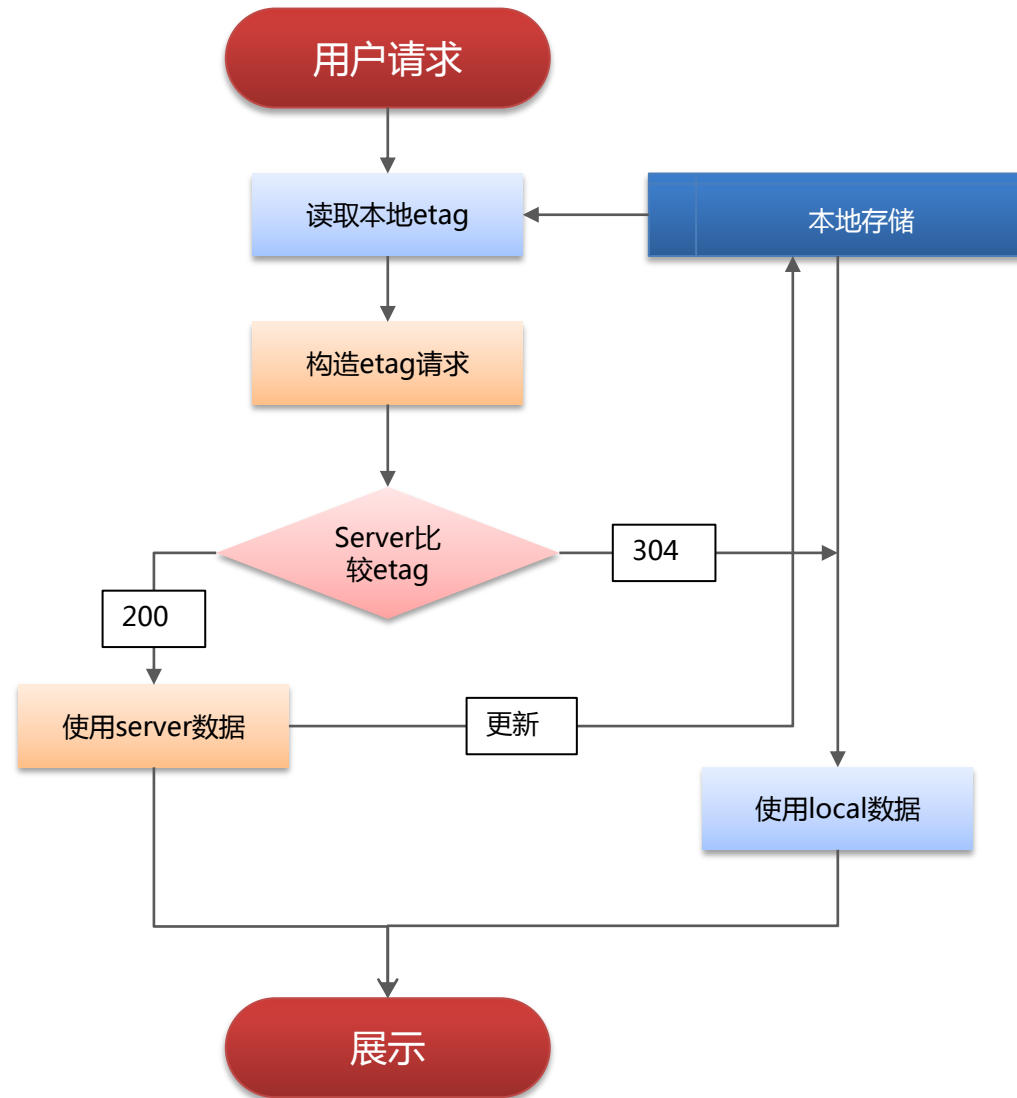 用户请求
读取本地etag
本地存储
构造etag请求
Server比
较etag
304
200
使用server数据
更新
使用local数据
展示